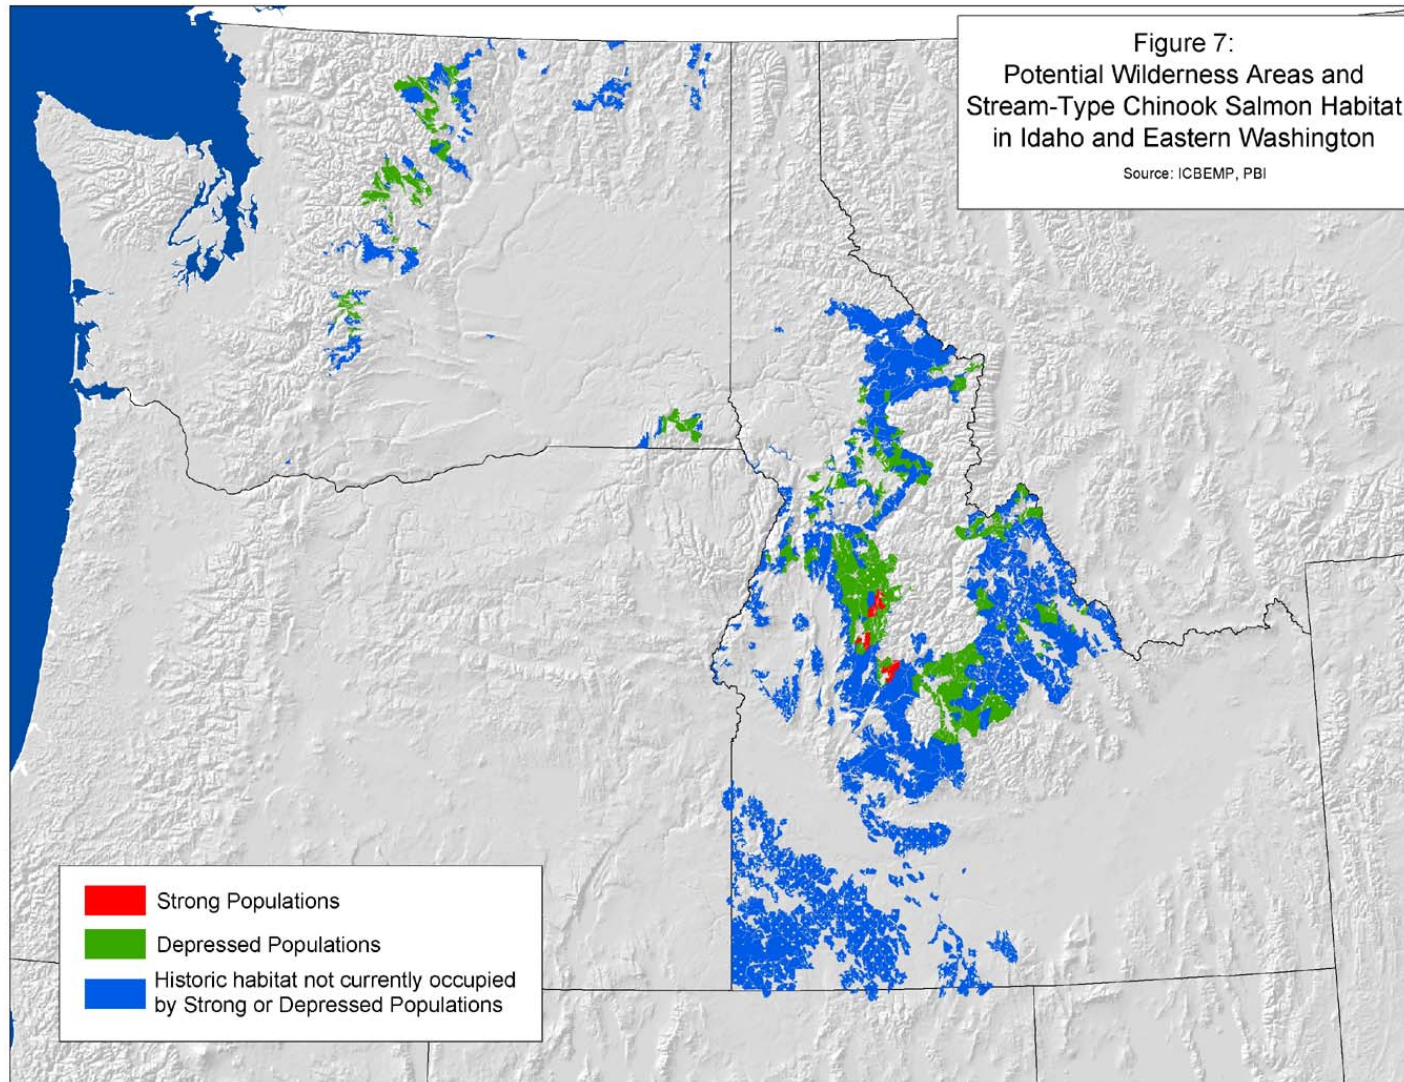 Figure 7:
Potential Wilderness Areas and
Stream-Type Chinook Salmon Habitat
in Idaho and Eastern Washington
Source: ICBEMP, PBI
Strong Populations
Depressed Populations
Historic habitat not currently occupied
by Strong or Depressed Populations